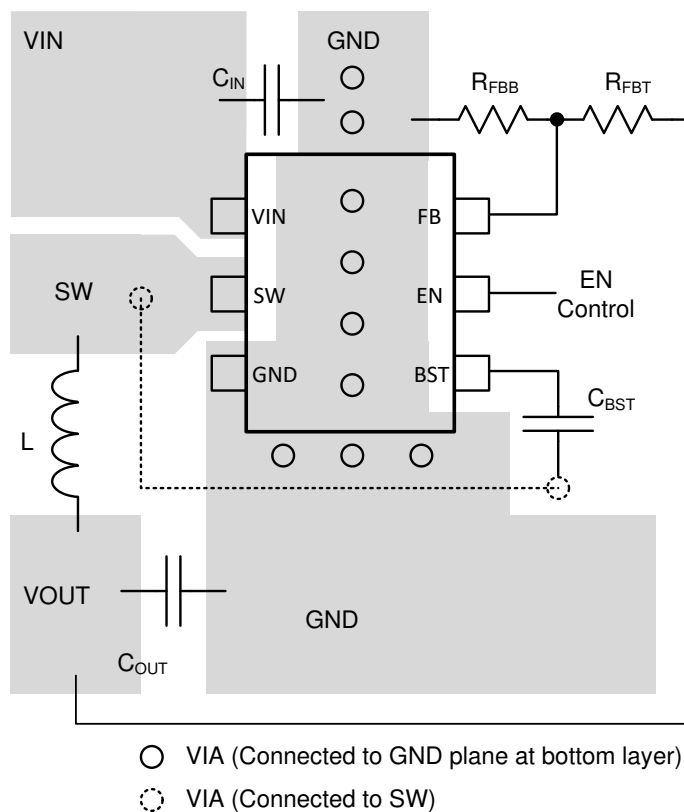 VIN
GND
C_IN
R_FBB
R_FBT
VIN
FB
SW
SW
EN
EN
Control
GND
BST
C_BST
L
VOUT
GND
C_OUT
VIA (Connected to GND plane at bottom layer)
VIA (Connected to SW)